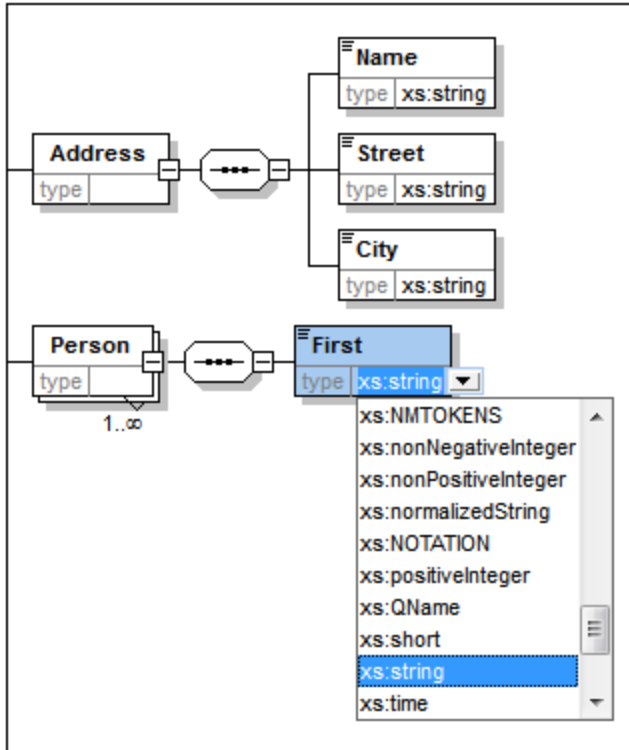 Name
type xs:string
Address
type
Street
type xs:string
City
type xs:string
Person
type
1..∞
First
type xs:string
xs:NMTOKENS
xs:nonNegativeInteger
xs:nonPositiveInteger
xs:normalizedString
xs:NOTATION
xs:positiveInteger
xs:QName
xs:short
xs:string
xs:time